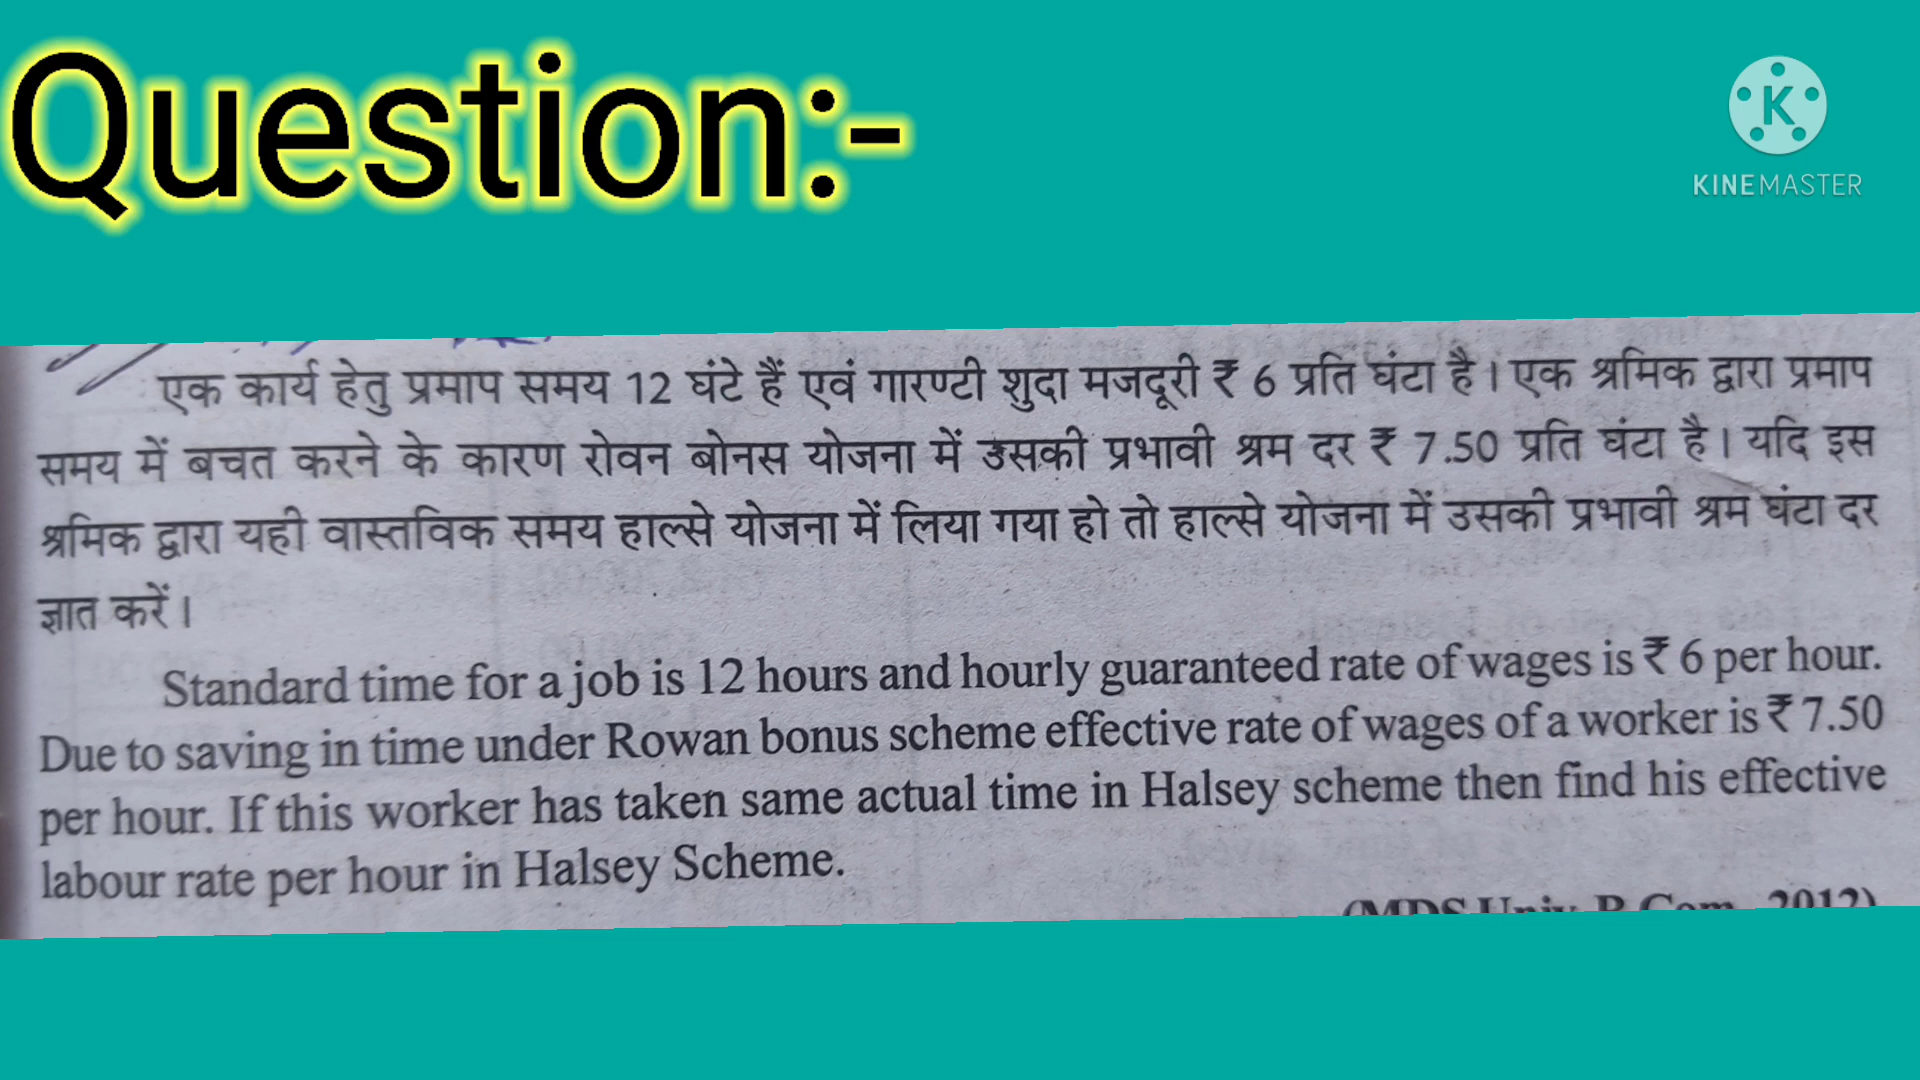 Question:-
K
KINEMASTER
एक कार्य हेतु प्रमाप समय 12 घंटे हैं एवं गारण्टी शुदा मजदूरी ₹ 6 प्रति घंटा है। एक श्रमिक द्वारा प्रमाप
समय में बचत करने के कारण रोवन बोनस योजना में उसकी प्रभावी श्रम दर ₹ 7.50 प्रति घंटा है। यदि इस
श्रमिक द्वारा यही वास्तविक समय हाल्से योजना में लिया गया हो तो हाल्से योजना में उसकी प्रभावी श्रम घंटा दर
ज्ञात करें।
Standard time for a job is 12 hours and hourly guaranteed rate of wages is ₹ 6 per hour.
Due to saving in time under Rowan bonus scheme effective rate of wages of a worker is ₹ 7.50
per hour. If this worker has taken same actual time in Halsey scheme then find his effective
labour rate per hour in Halsey Scheme.
(MDS Univ. B.Com. 2012)